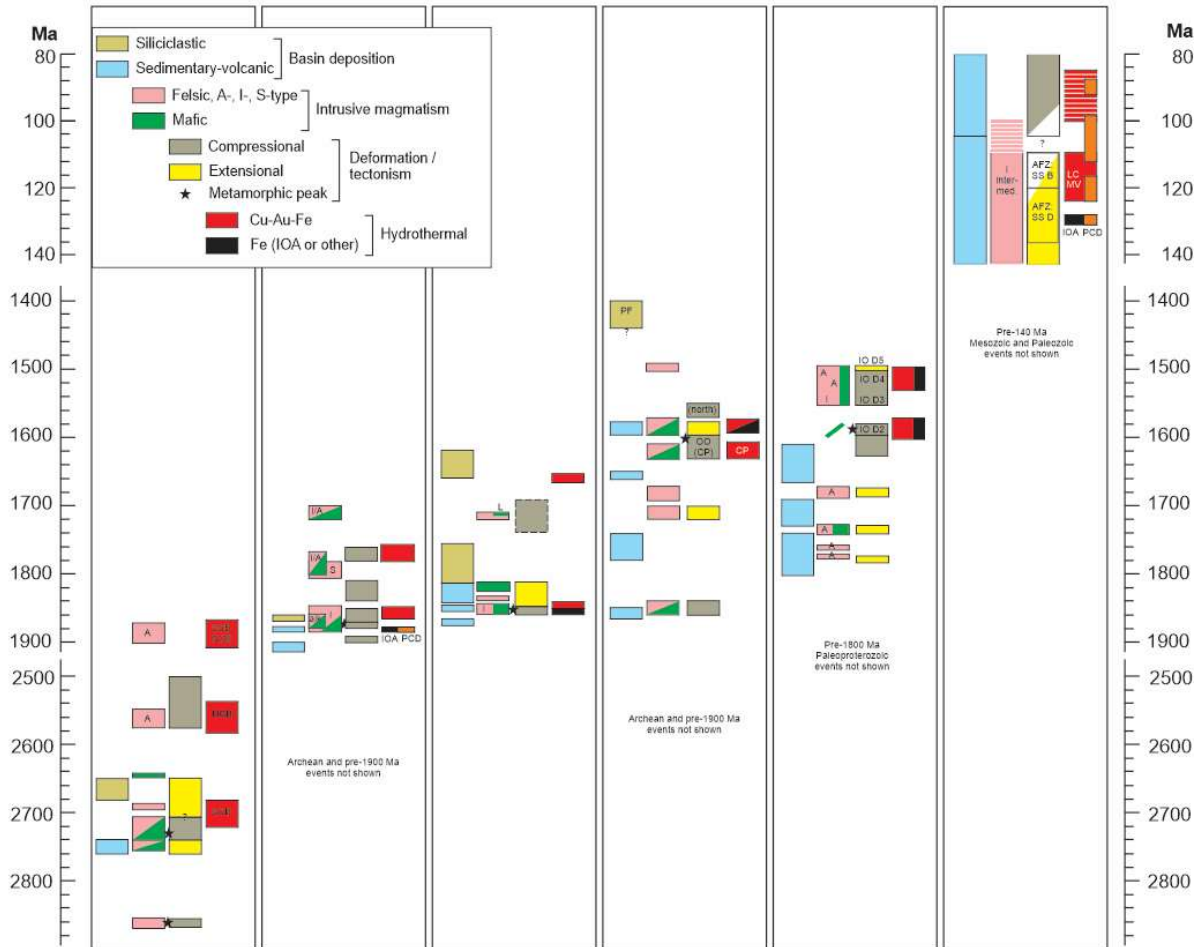 Ma
Ma
80
100
120
140
1400
1500
1600
1700
1800
1900
2500
2600
2700
2800
Siliciclastic
Sedimentary-volcanic
Basin deposition
Felsic, A-, I-, S-type
Mafic
Intrusive magmatism
Compressional
Extensional
Metamorphic peak
Deformation /
tectonism
Cu-Au-Fe
Fe (IOA or other)
Hydrothermal
A
A
?
I/A
I/A
S
I
IOA PCD
Archean and pre-1900 Ma
events not shown
L
I
PF
?
(north)
OD
(CP)
CP
Archean and pre-1900 Ma
events not shown
A
A
I
IO D5
IO D4
IO D3
IO D2
A
A
A
A
Pre-1800 Ma
Paleoproterozoic
events not shown
I
Inter-
med.
?
AFZ,
SS B
AFZ,
SS D
LC
MV
IOA PCD
Pre-140 Ma
Mesozoic and Paleozoic
events not shown
80
100
120
140
1400
1500
1600
1700
1800
1900
2500
2600
2700
2800